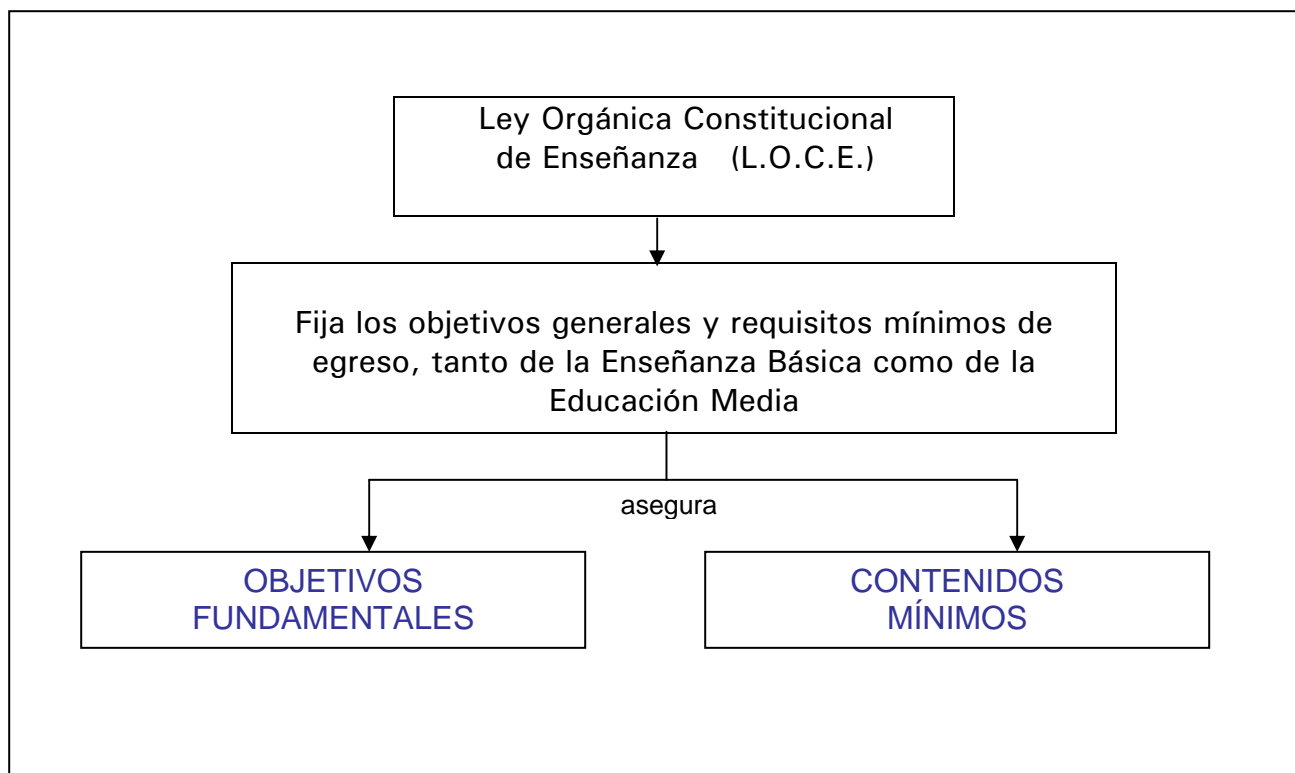 Ley Orgánica Constitucional
de Enseñanza (L.O.C.E.)
Fija los objetivos generales y requisitos mínimos de
egreso, tanto de la Enseñanza Básica como de la
Educación Media
asegura
OBJETIVOS
FUNDAMENTALES
CONTENIDOS
MÍNIMOS